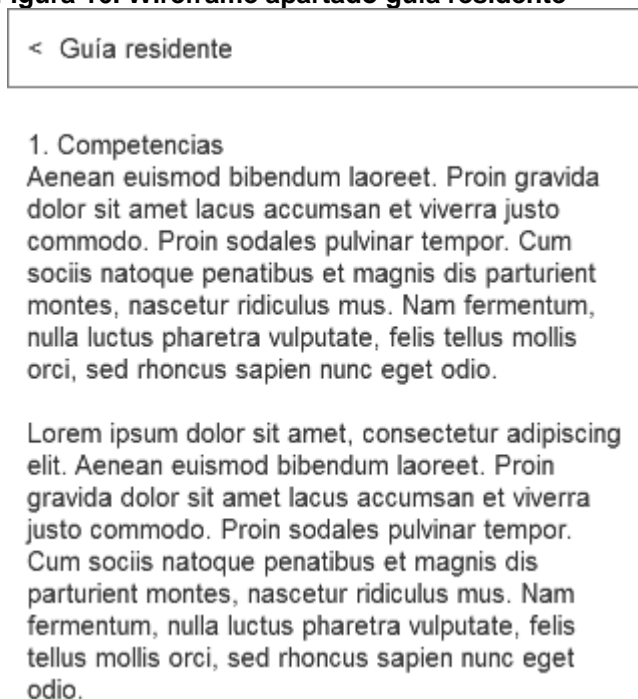 Wireframe apartado guía residente
< Guía residente
1. Competencias
Aenean euismod bibendum laoreet. Proin gravida
dolor sit amet lacus accumsan et viverra justo
commodo. Proin sodales pulvinar tempor. Cum
sociis natoque penatibus et magnis dis parturient
montes, nascetur ridiculus mus. Nam fermentum,
nulla luctus pharetra vulputate, felis tellus mollis
orci, sed rhoncus sapien nunc eget odio.
Lorem ipsum dolor sit amet, consectetur adipiscing
elit. Aenean euismod bibendum laoreet. Proin
gravida dolor sit amet lacus accumsan et viverra
justo commodo. Proin sodales pulvinar tempor.
Cum sociis natoque penatibus et magnis dis
parturient montes, nascetur ridiculus mus. Nam
fermentum, nulla luctus pharetra vulputate, felis
tellus mollis orci, sed rhoncus sapien nunc eget
odio.